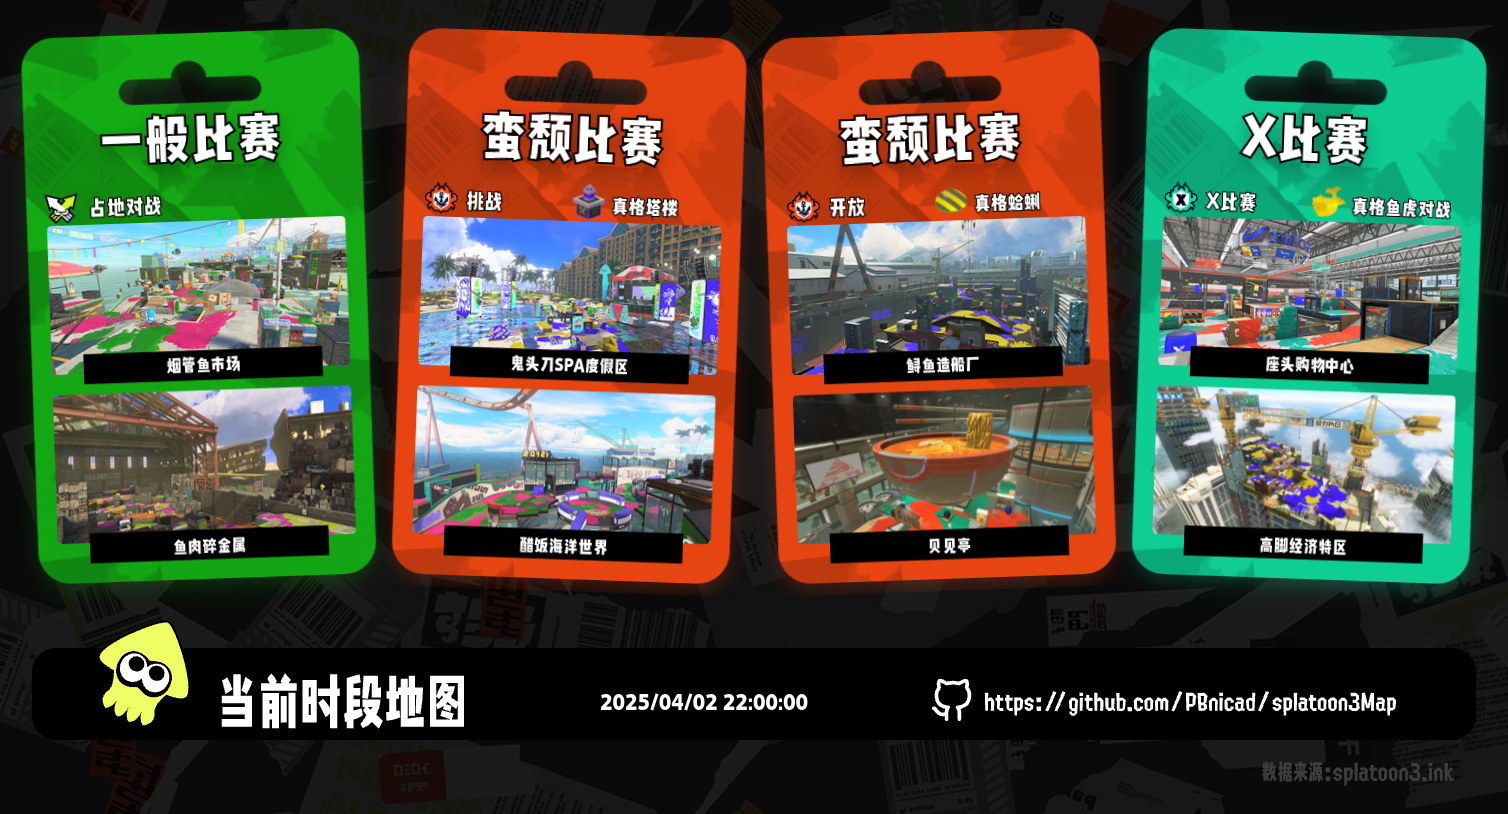 一般比赛
占地对战
烟管鱼市场
鱼肉碎金属
蛮颓比赛
挑战
真格塔楼
鬼头刀SPA度假区
醋饭海洋世界
蛮颓比赛
开放
真格蛤蜊
鲟鱼造船厂
贝贝亭
X比赛
X比赛
真格鱼虎对战
座头购物中心
高脚经济特区
当前时段地图
2025/04/02 22:00:00
https://github.com/PBnicad/splatoon3Map
数据来源:splatoon3.ink